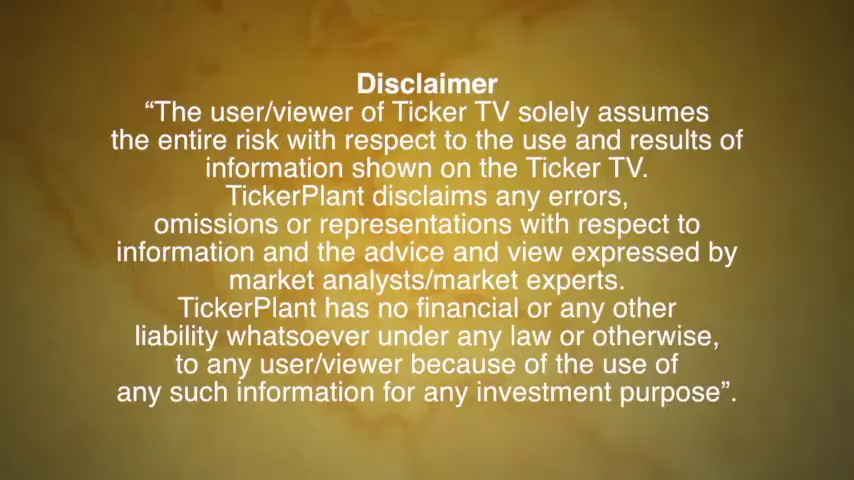 Disclaimer
“The user/viewer of Ticker TV solely assumes
the entire risk with respect to the use and results of
information shown on the Ticker TV.
TickerPlant disclaims any errors,
omissions or representations with respect to
information and the advice and view expressed by
market analysts/market experts.
TickerPlant has no financial or any other
liability whatsoever under any law or otherwise,
to any user/viewer because of the use of
any such information for any investment purpose”.